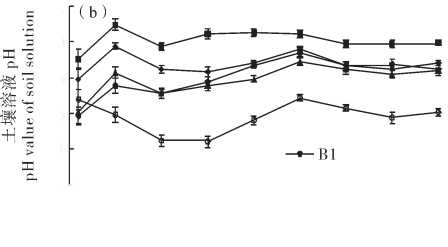 (b)
土壤溶液 pH
pH value of soil solution
B1